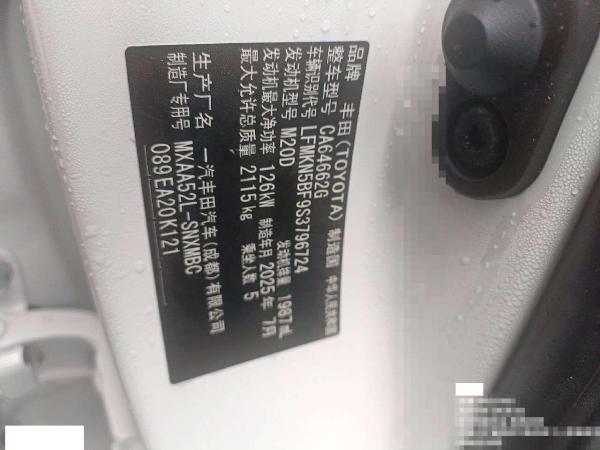 品牌 丰田(TOYOTA) 制造国 中华人民共和国
整车型号 CA64662G
车辆识别代号 LFMKN5BF9S3796724
发动机型号 M20D 发动机排量 1987mL
发动机最大净功率 126kW 制造年月 2025年 7月
最大允许总质量 2115kg 乘坐人数 5
生产厂名 一汽丰田汽车(成都)有限公司
制造厂专用号 MXAA52L-SNXMBC
089EA20K121